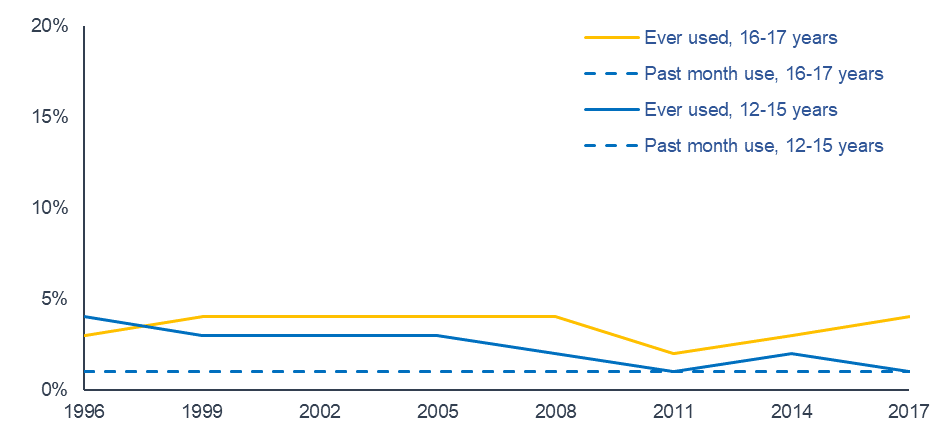 20%
15%
10%
5%
0%
Ever used, 16-17 years
Past month use, 16-17 years
Ever used, 12-15 years
Past month use, 12-15 years
1996 1999 2002 2005 2008 2011 2014 2017